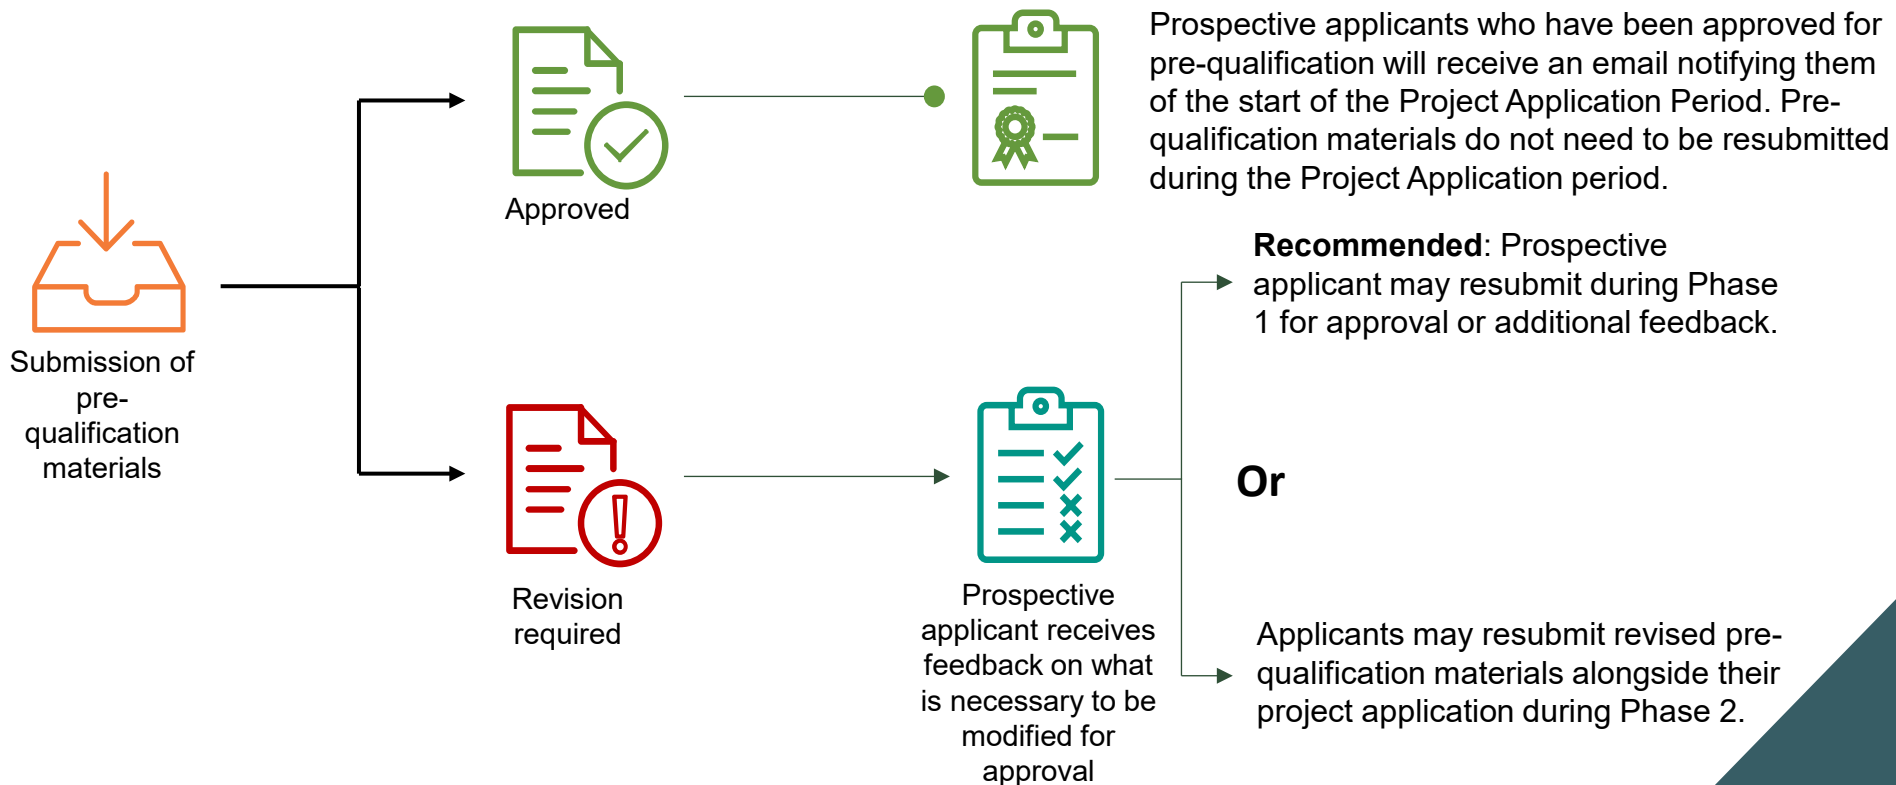 Prospective applicants who have been approved for
pre-qualification will receive an email notifying them
of the start of the Project Application Period. Pre-
qualification materials do not need to be resubmitted
during the Project Application period.
Approved
Submission of
pre-
qualification
materials
Recommended: Prospective
applicant may resubmit during Phase
1 for approval or additional feedback.
Or
Revision
required
Prospective
applicant receives
feedback on what
is necessary to be
modified for
approval
Applicants may resubmit revised pre-
qualification materials alongside their
project application during Phase 2.